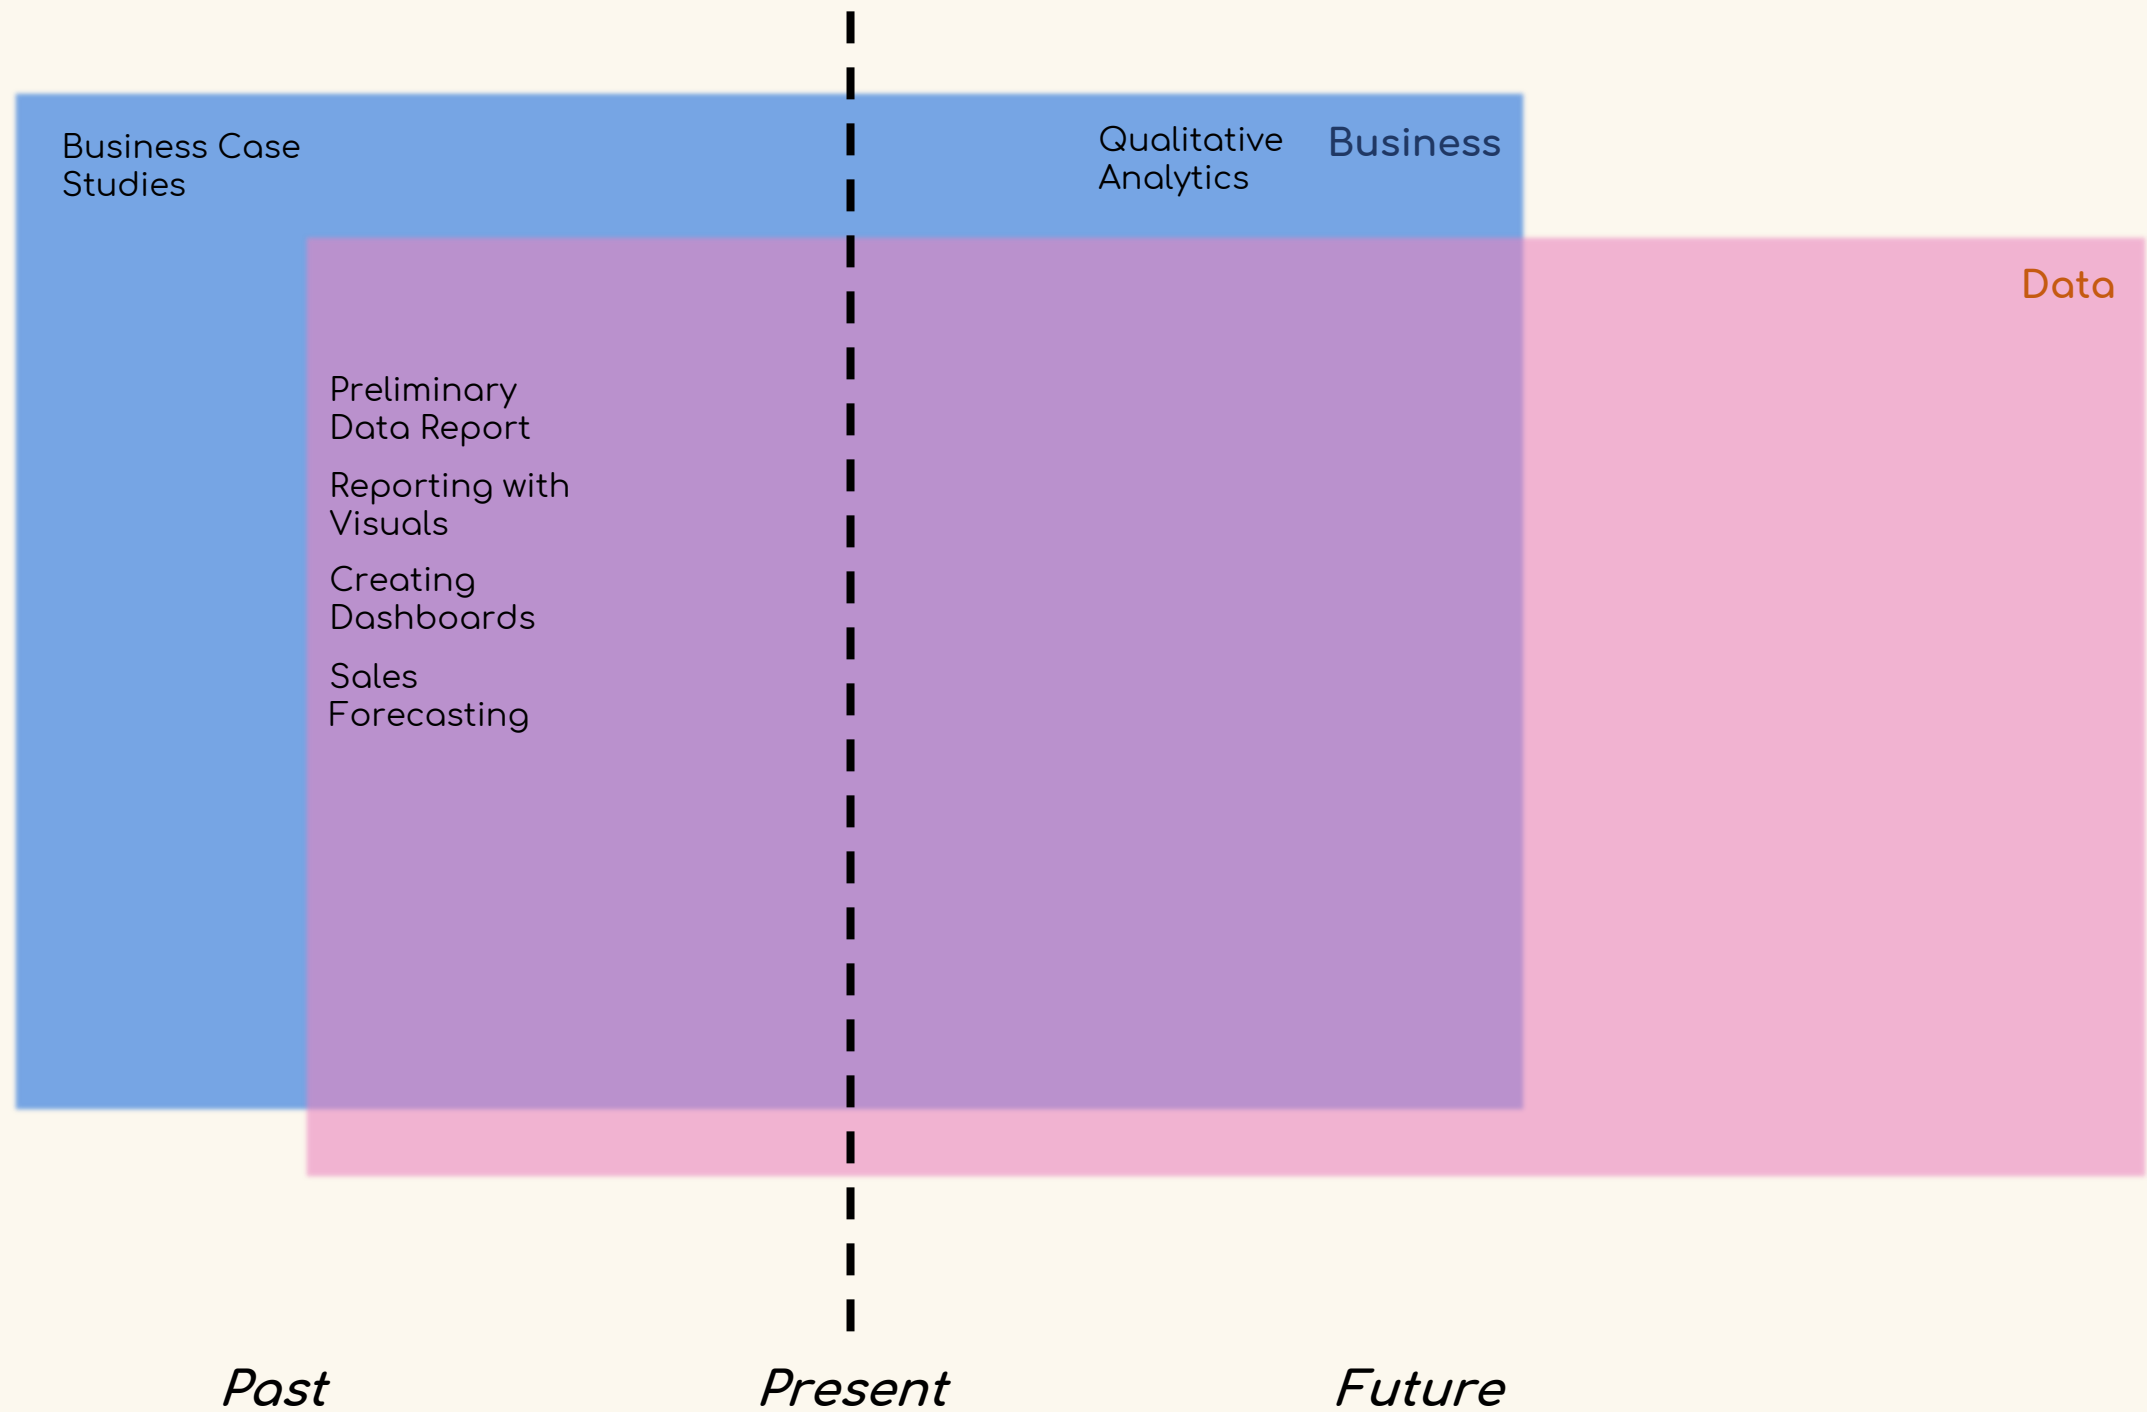 Business Case
Studies
Qualitative
Analytics
Business
Data
Preliminary
Data Report
Reporting with
Visuals
Creating
Dashboards
Sales
Forecasting
Past
Present
Future